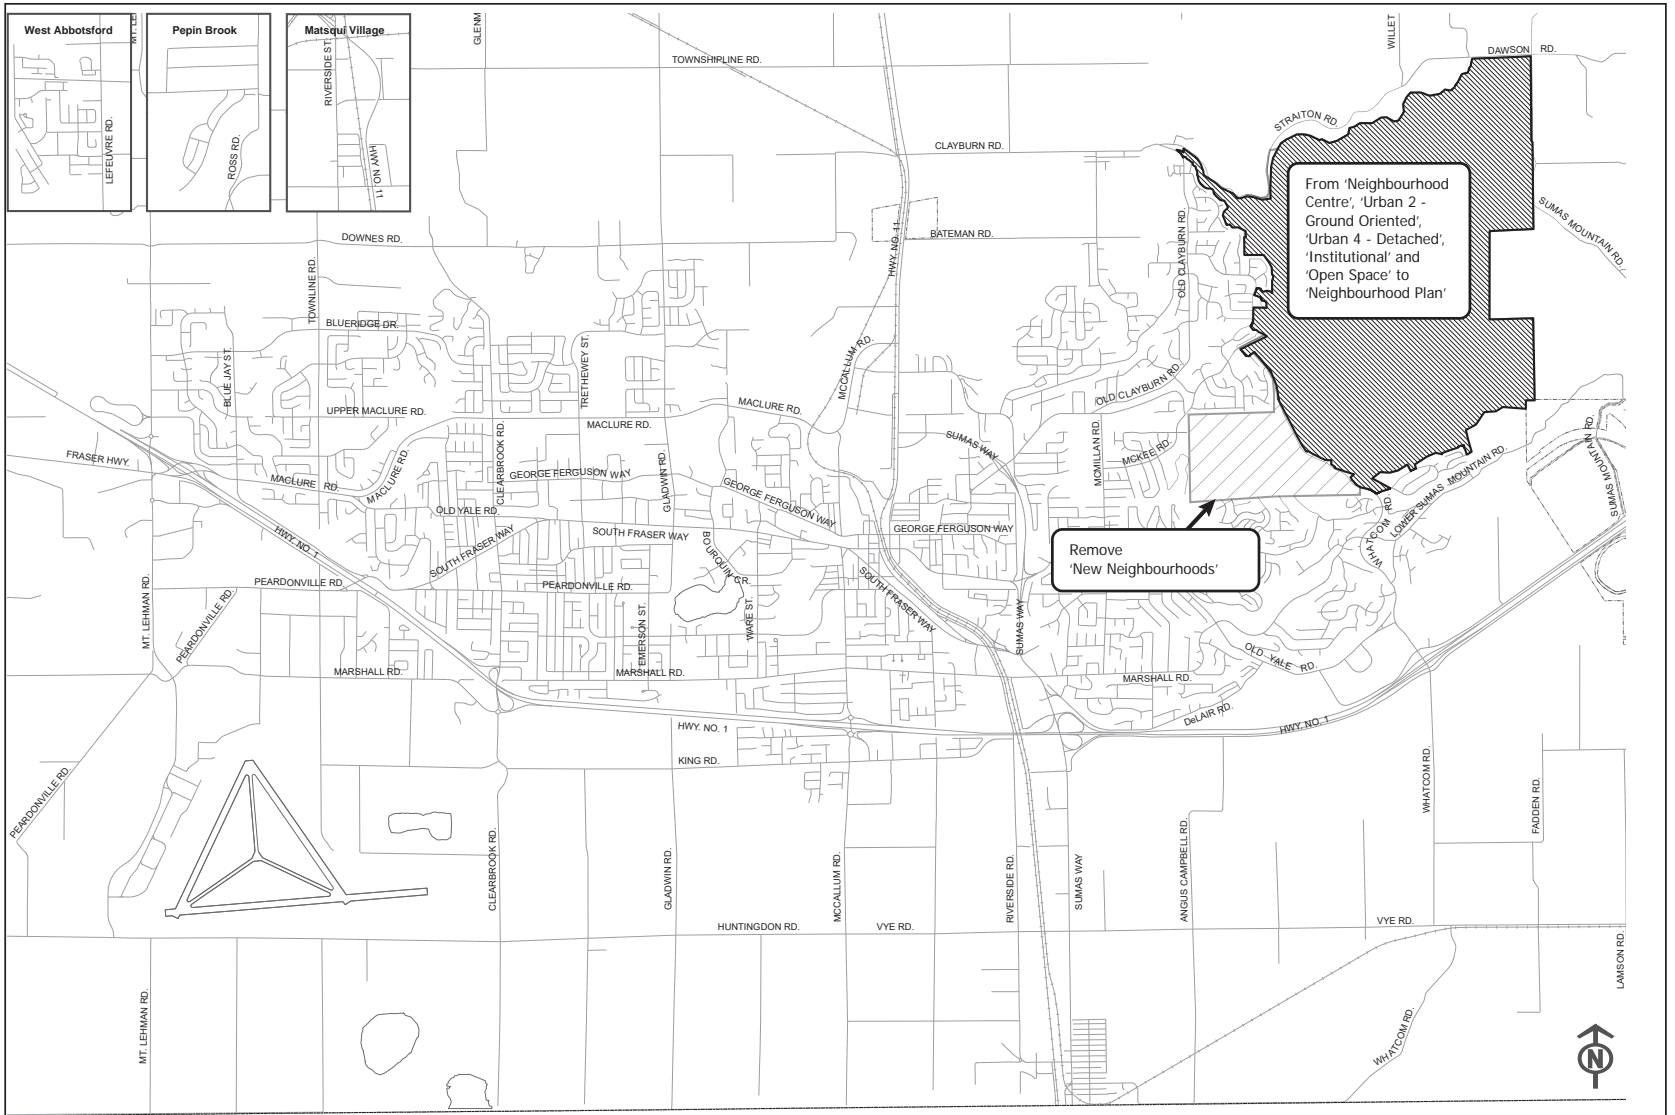 West Abbotsford
Pepin Brook
Matsqui Village
LEFEUVRE RD.
ROSS RD.
RIVERSIDE ST.
HWY NO. 11
GLENM
WILLET
TOWNSHIPLINE RD.
DAWSON RD.
STRAITON RD.
CLAYBURN RD.
From ‘Neighbourhood
Centre’, ‘Urban 2 -
Ground Oriented’,
‘Urban 4 - Detached’,
‘Institutional’ and
‘Open Space’ to
‘Neighbourhood Plan’
SUMAS MOUNTAIN RD.
DOWNES RD.
BATEMAN RD.
HWY NO. 11
OLD CLAYBURN RD.
TOWNLINE RD.
BLUERIDGE DR.
BLUE JAY ST.
TRETHEWEY ST.
MCCALLUM RD.
OLD CLAYBURN RD.
UPPER MACLURE RD.
MACLURE RD.
MACLURE RD.
CLEARBROOK RD.
SUMAS WAY
MCMILLAN RD.
MCKEE RD.
FRASER HWY.
MACLURE RD.
MACLURE RD.
GEORGE FERGUSON WAY
GLADWIN RD.
GEORGE FERGUSON WAY
LOWER SUMAS MOUNTAIN RD.
SUMAS MOUNTAIN RD.
OLD YALE RD.
SOUTH FRASER WAY
SOUTH FRASER WAY
GEORGE FERGUSON WAY
WHATCOM RD.
HWY. NO. 1
BOURQUIN CR.
Remove
‘New Neighbourhoods’
MT. LEHMAN RD.
PEARDONVILLE RD.
PEARDONVILLE RD.
PEARDONVILLE RD.
SOUTH FRASER WAY
EMERSON ST.
WARE ST.
SUMAS WAY
OLD YALE RD.
MARSHALL RD.
MARSHALL RD.
MARSHALL RD.
DeLAIR RD.
HWY. NO. 1
HWY. NO. 1
KING RD.
PEARDONVILLE RD.
WHATCOM RD.
FADDEN RD.
CLEARBROOK RD.
GLADWIN RD.
MCCALLUM RD.
RIVERSIDE RD.
SUMAS WAY
ANGUS CAMPBELL RD.
HUNTINGDON RD.
VYE RD.
VYE RD.
LAMSON RD.
MT. LEHMAN RD.
WHATCOM RD.
N